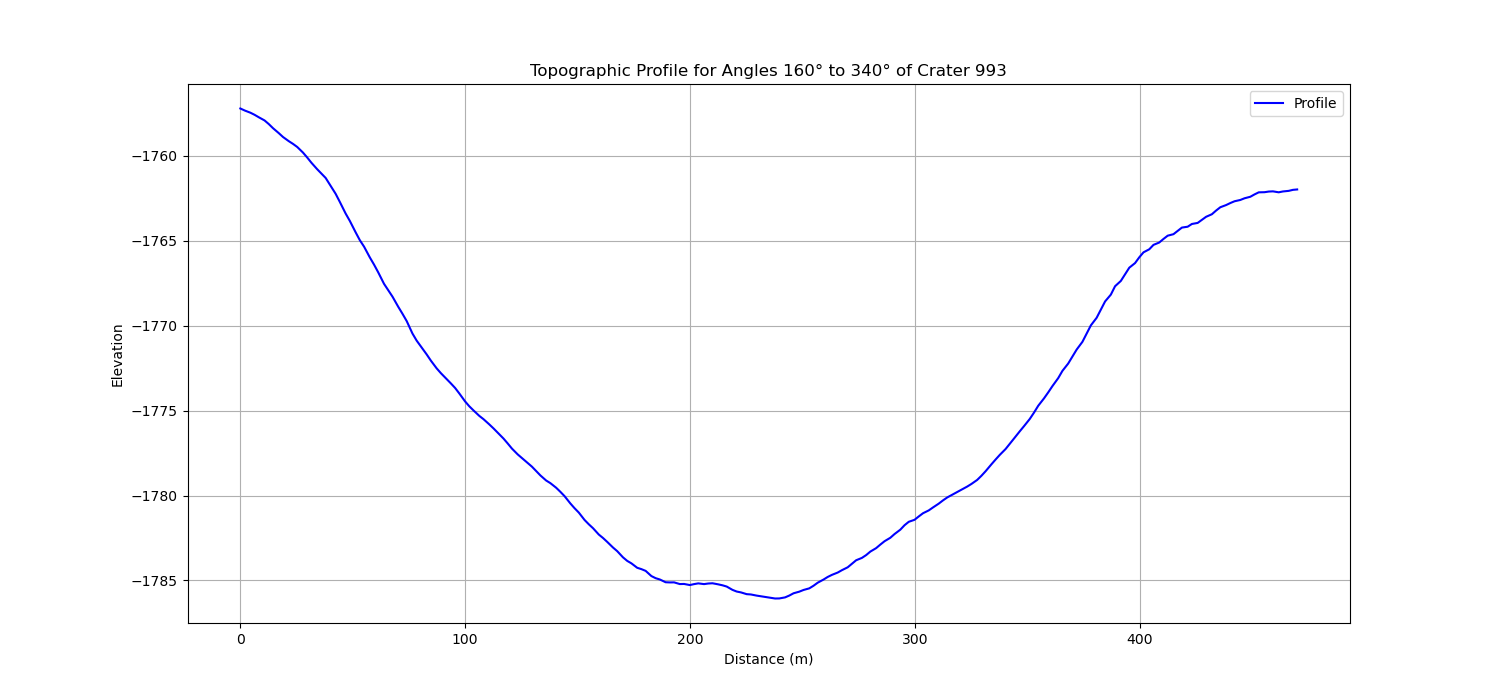 Topographic Profile for Angles 160° to 340° of Crater 993
Profile
Elevation
−1760
−1765
−1770
−1775
−1780
−1785
0 100 200 300 400
Distance (m)